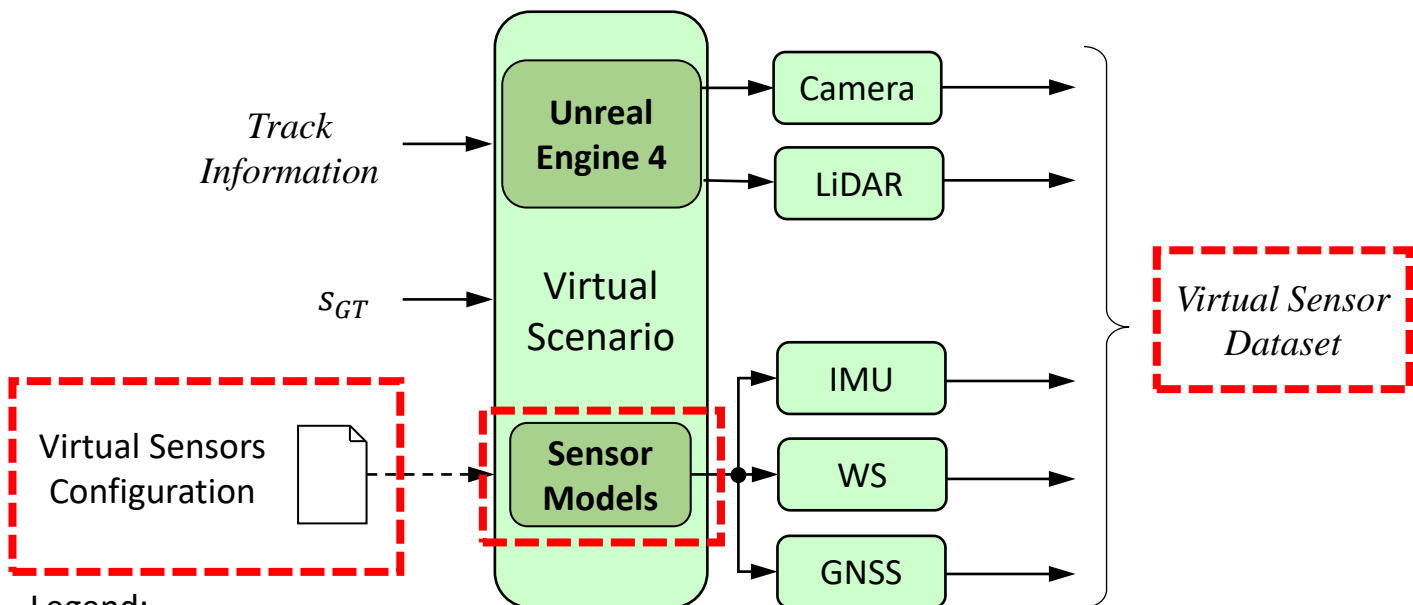 Track
Information
s_GT
Virtual Sensors
Configuration
Legend:
Unreal
Engine 4
Virtual
Scenario
Sensor
Models
Camera
LiDAR
IMU
WS
GNSS
Virtual Sensor
Dataset